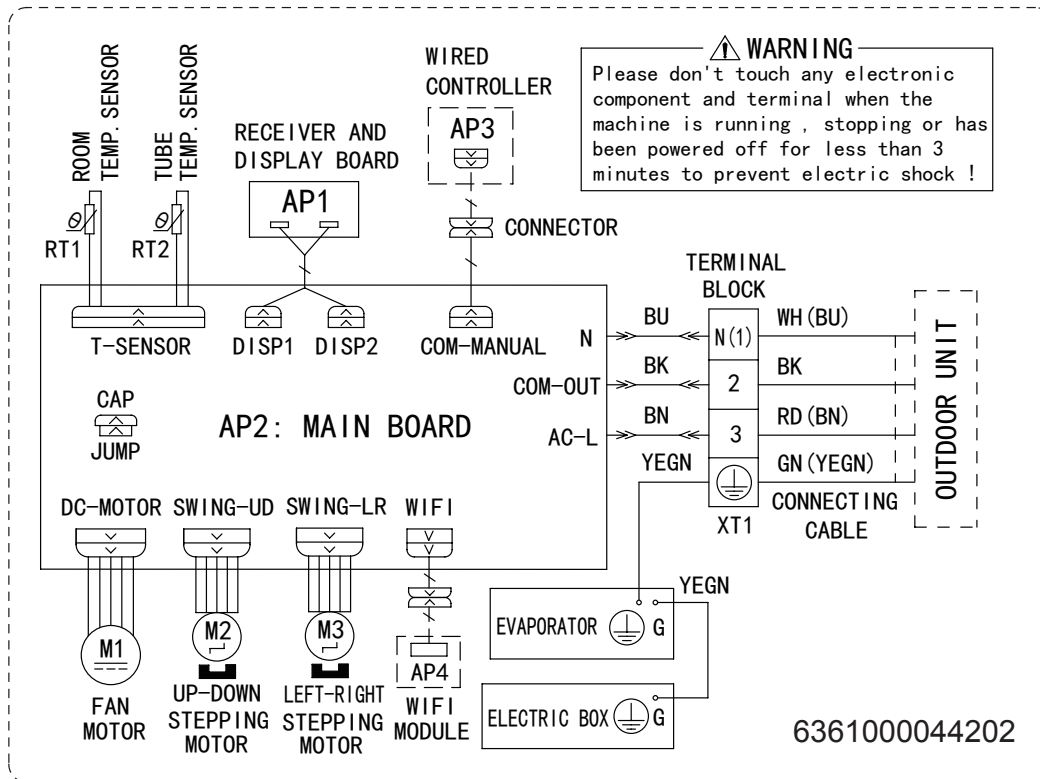 ROOM
TEMP. SENSOR
TUBE
TEMP. SENSOR
RT1
RT2
RECEIVER AND
DISPLAY BOARD
AP1
WIRED
CONTROLLER
AP3
CONNECTOR
WARNING
Please don't touch any electronic
component and terminal when the
machine is running , stopping or has
been powered off for less than 3
minutes to prevent electric shock !
T-SENSOR
DISP1
DISP2
COM-MANUAL
N
COM-OUT
AC-L
CAP
JUMP
AP2: MAIN BOARD
TERMINAL
BLOCK
BU
N(1)
WH(BU)
BK
2
BK
BN
3
RD(BN)
YEGN
GN(YEGN)
XT1
CONNECTING
CABLE
OUTDOOR UNIT
DC-MOTOR
SWING-UD
SWING-LR
WIFI
M1
M2
M3
AP4
FAN
MOTOR
UP-DOWN
STEPPING
MOTOR
LEFT-RIGHT
STEPPING
MOTOR
WIFI
MODULE
YEGN
EVAPORATOR
G
ELECTRIC BOX
G
6361000044202